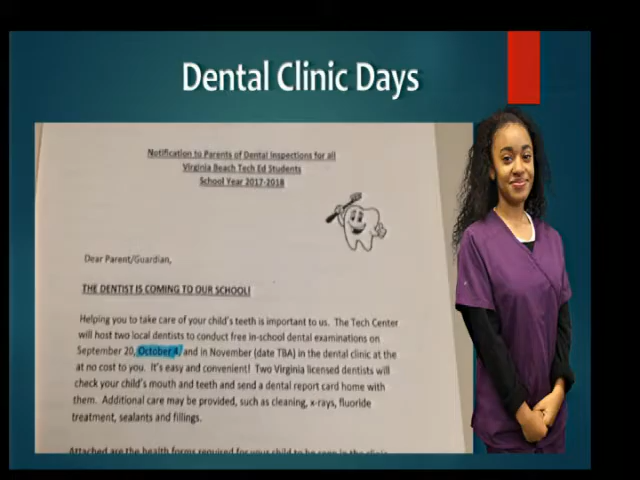 Dental Clinic Days
Notification to Parents of Dental Inspections for all
Virginia Beach Tech Ed Students
School Year 2017-2018
Dear Parent/Guardian,
THE DENTIST IS COMING TO OUR SCHOOL!
Helping you to take care of your child's teeth is important to us. The Tech Center
will host two local dentists to conduct free in-school dental examinations on
September 20, October 4, and in November (date TBA) in the dental clinic at the
at no cost to you. It's easy and convenient! Two Virginia licensed dentists will
check your child's mouth and teeth and send a dental report card home with
them. Additional care may be provided, such as cleaning, x-rays, fluoride
treatment, sealants and fillings.
Attached are the health forms required for your child to be seen in the clinic